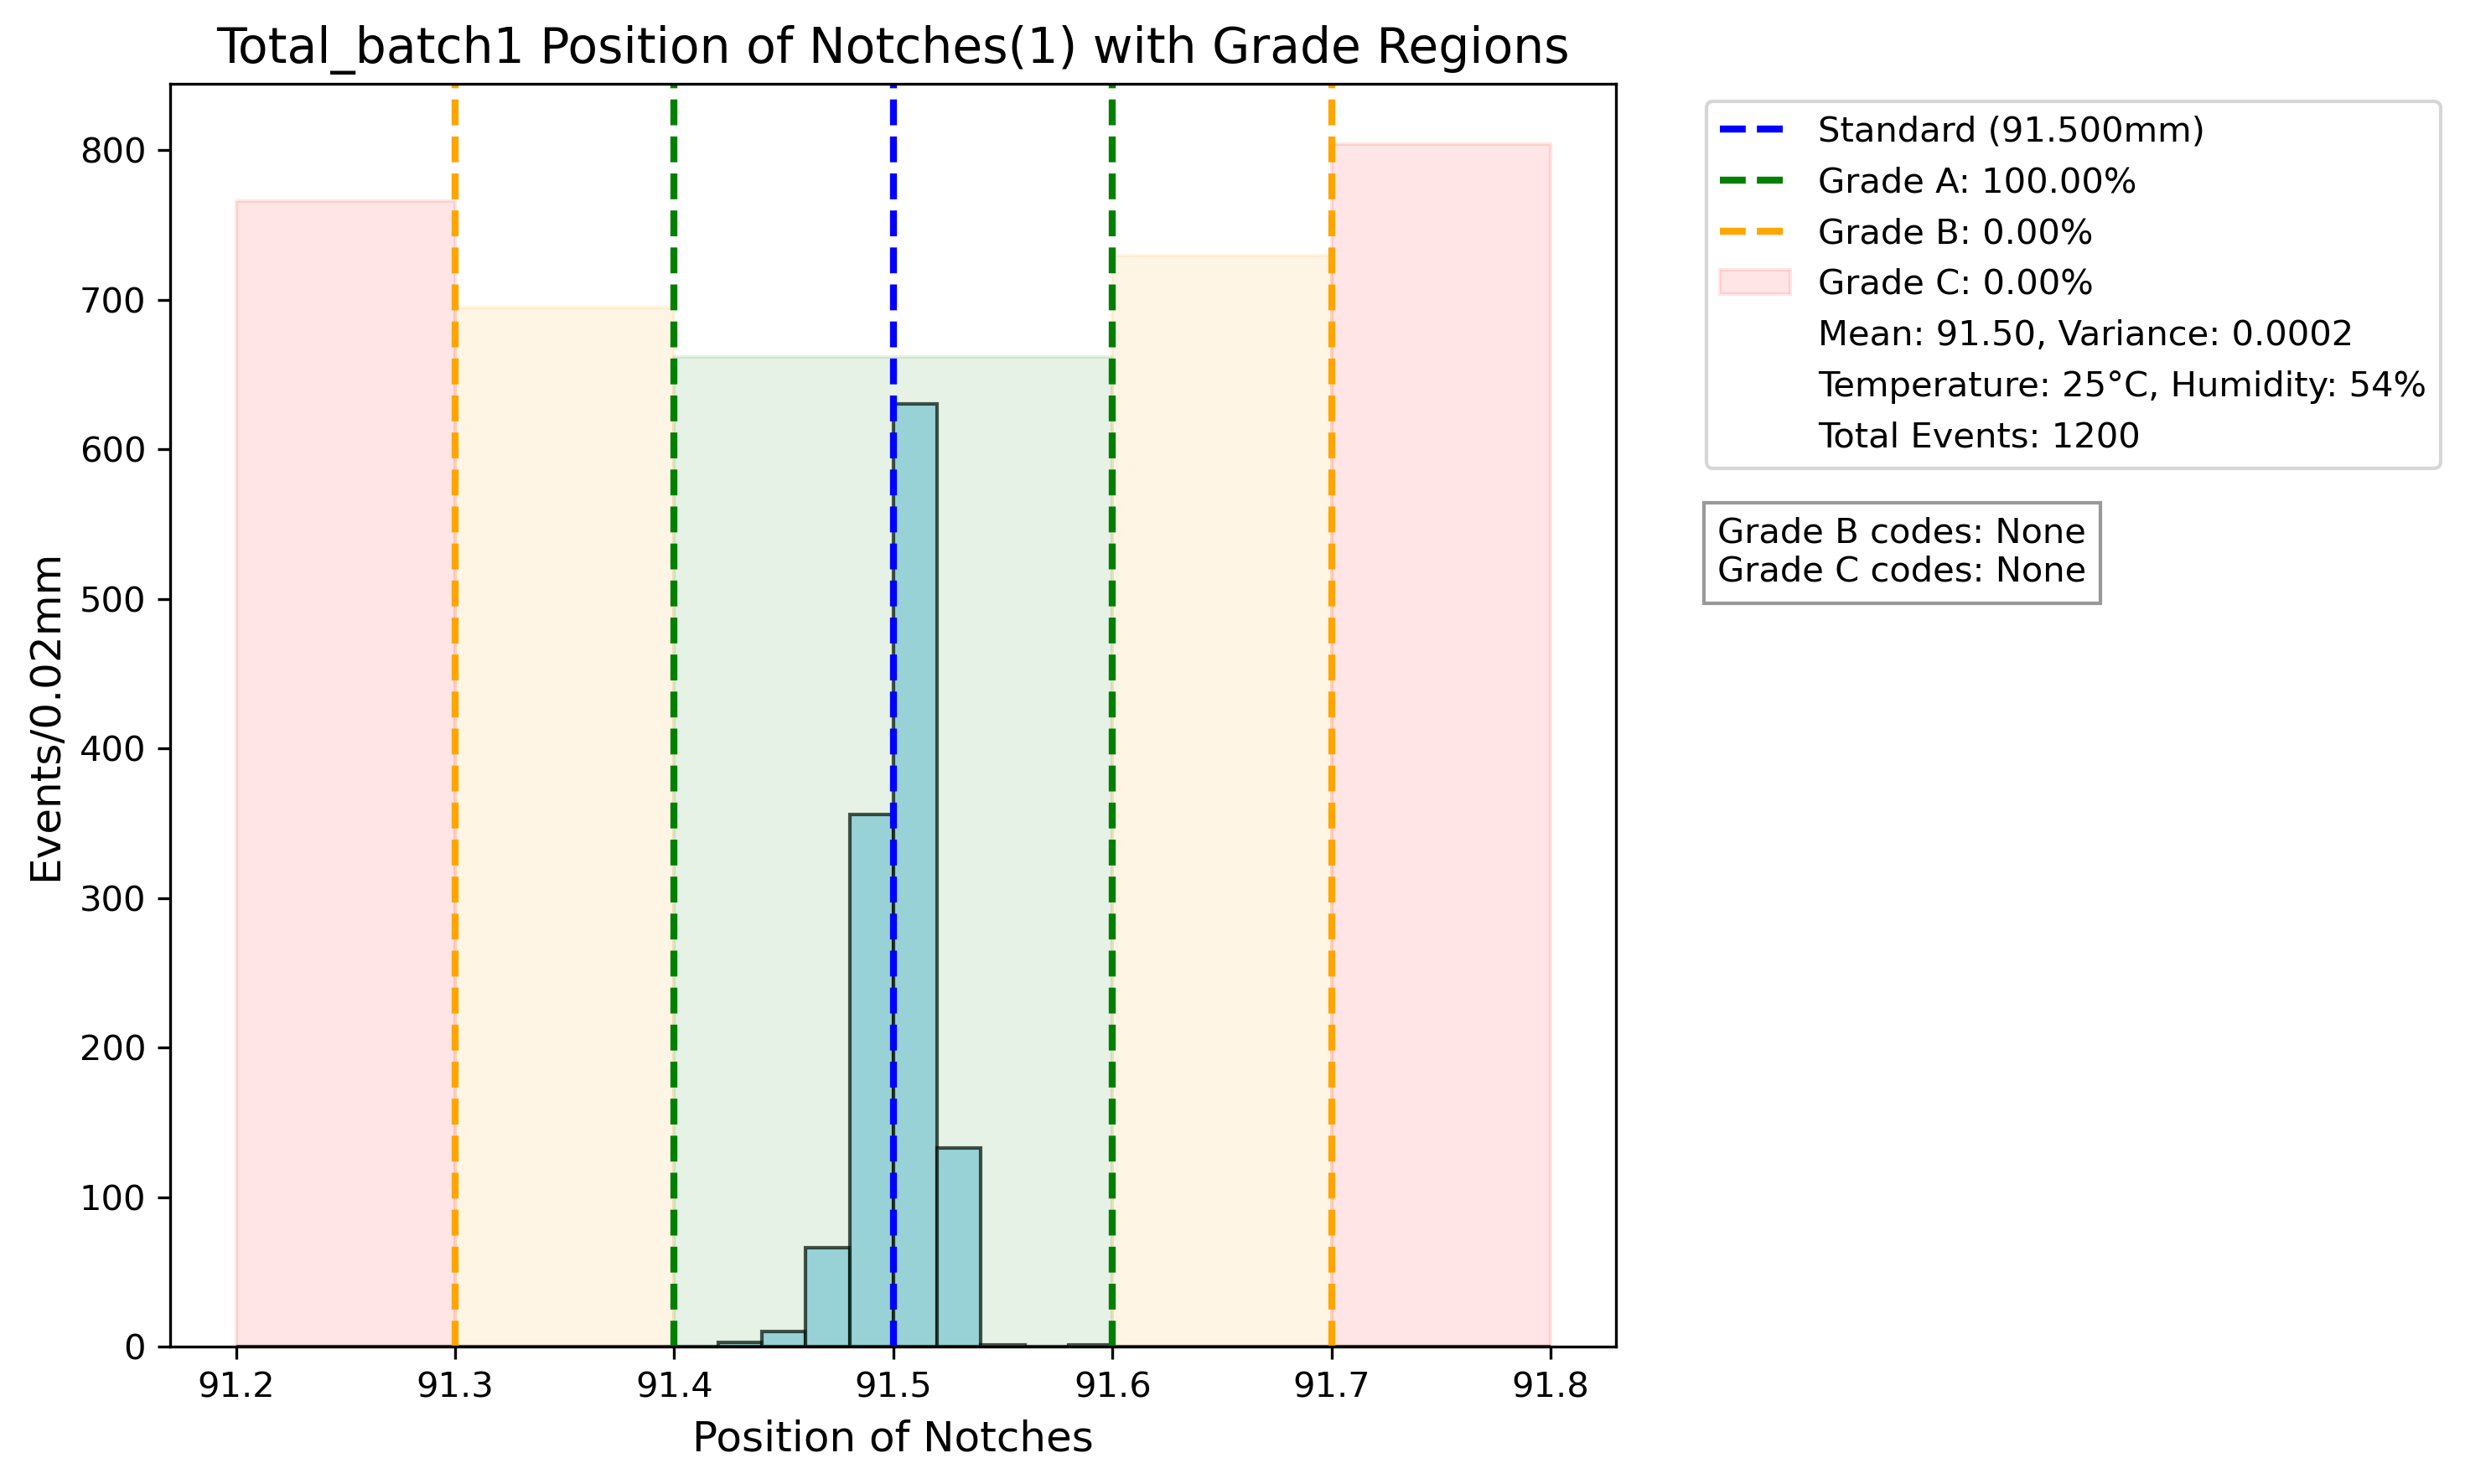 Total_batch1 Position of Notches(1) with Grade Regions
800
700
600
500
400
300
200
100
0
Events/0.02mm
91.2
91.3
91.4
91.5
91.6
91.7
91.8
Position of Notches
Standard (91.500mm)
Grade A: 100.00%
Grade B: 0.00%
Grade C: 0.00%
Mean: 91.50, Variance: 0.0002
Temperature: 25°C, Humidity: 54%
Total Events: 1200
Grade B codes: None
Grade C codes: None